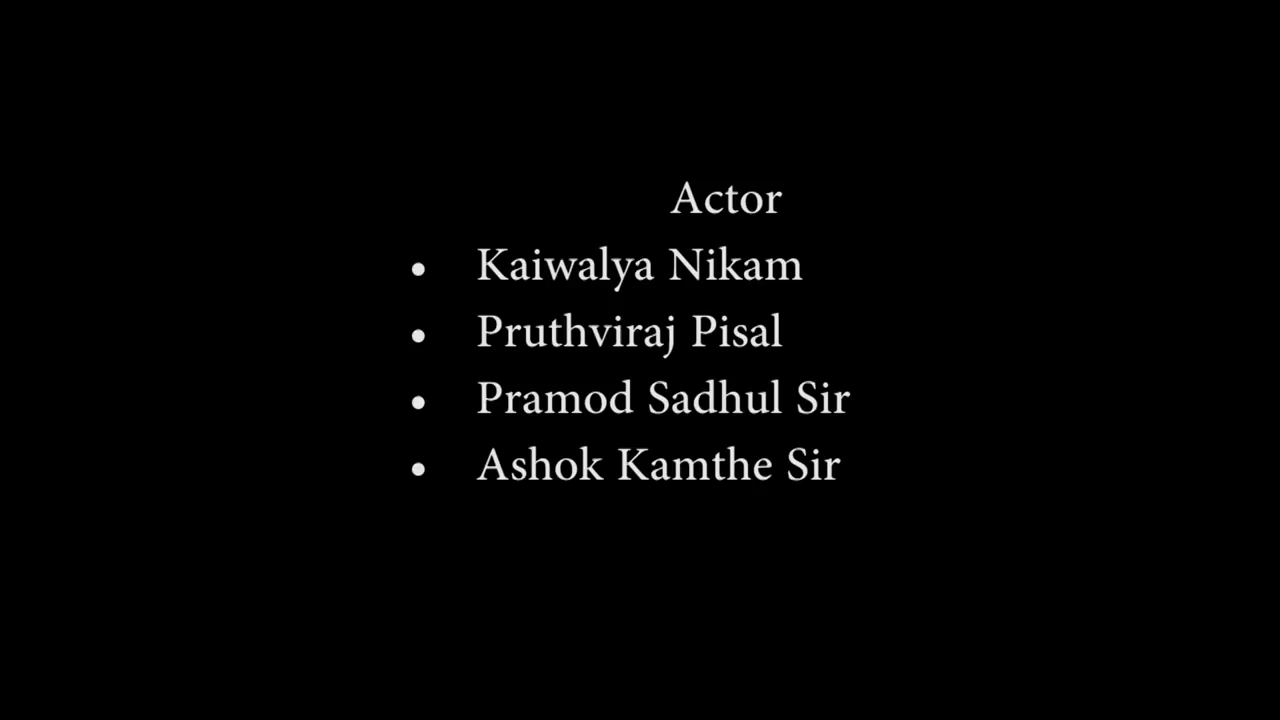 Actor
• Kaiwalya Nikam
• Pruthviraj Pisal
• Pramod Sadhul Sir
• Ashok Kamthe Sir